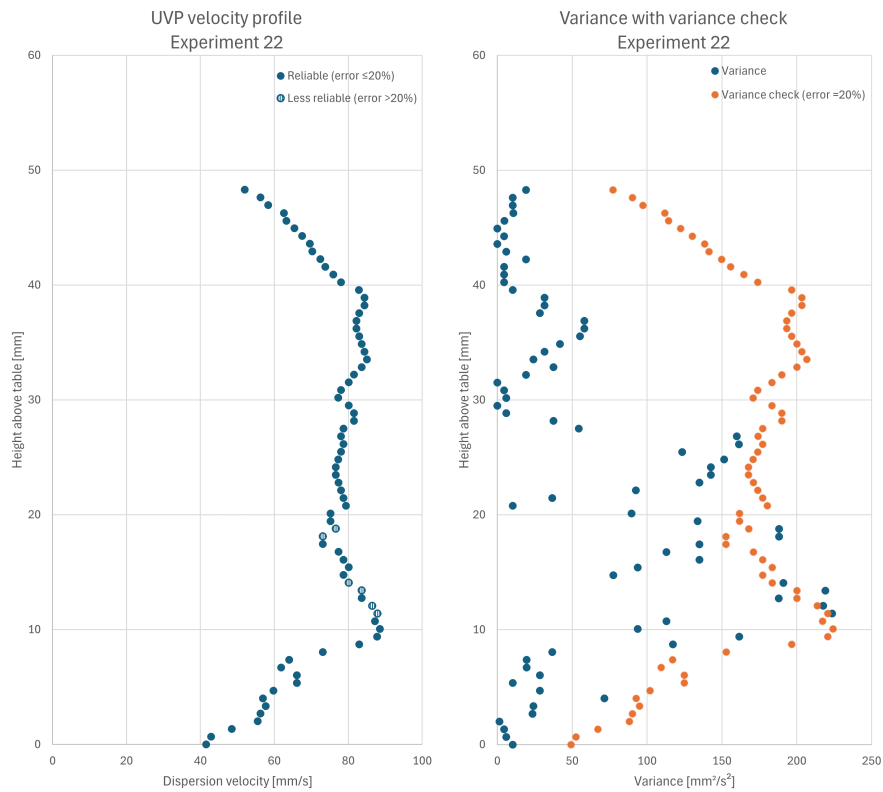 UVP velocity profile
Experiment 22
60
50
40
30
20
10
0
Height above table [mm]
Reliable (error ≤20%)
Less reliable (error >20%)
0 20 40 60 80 100
Dispersion velocity [mm/s]
Variance with variance check
Experiment 22
60
50
40
30
20
10
0
Height above table [mm]
Variance
Variance check (error =20%)
0 50 100 150 200 250
Variance [mm²/s²]